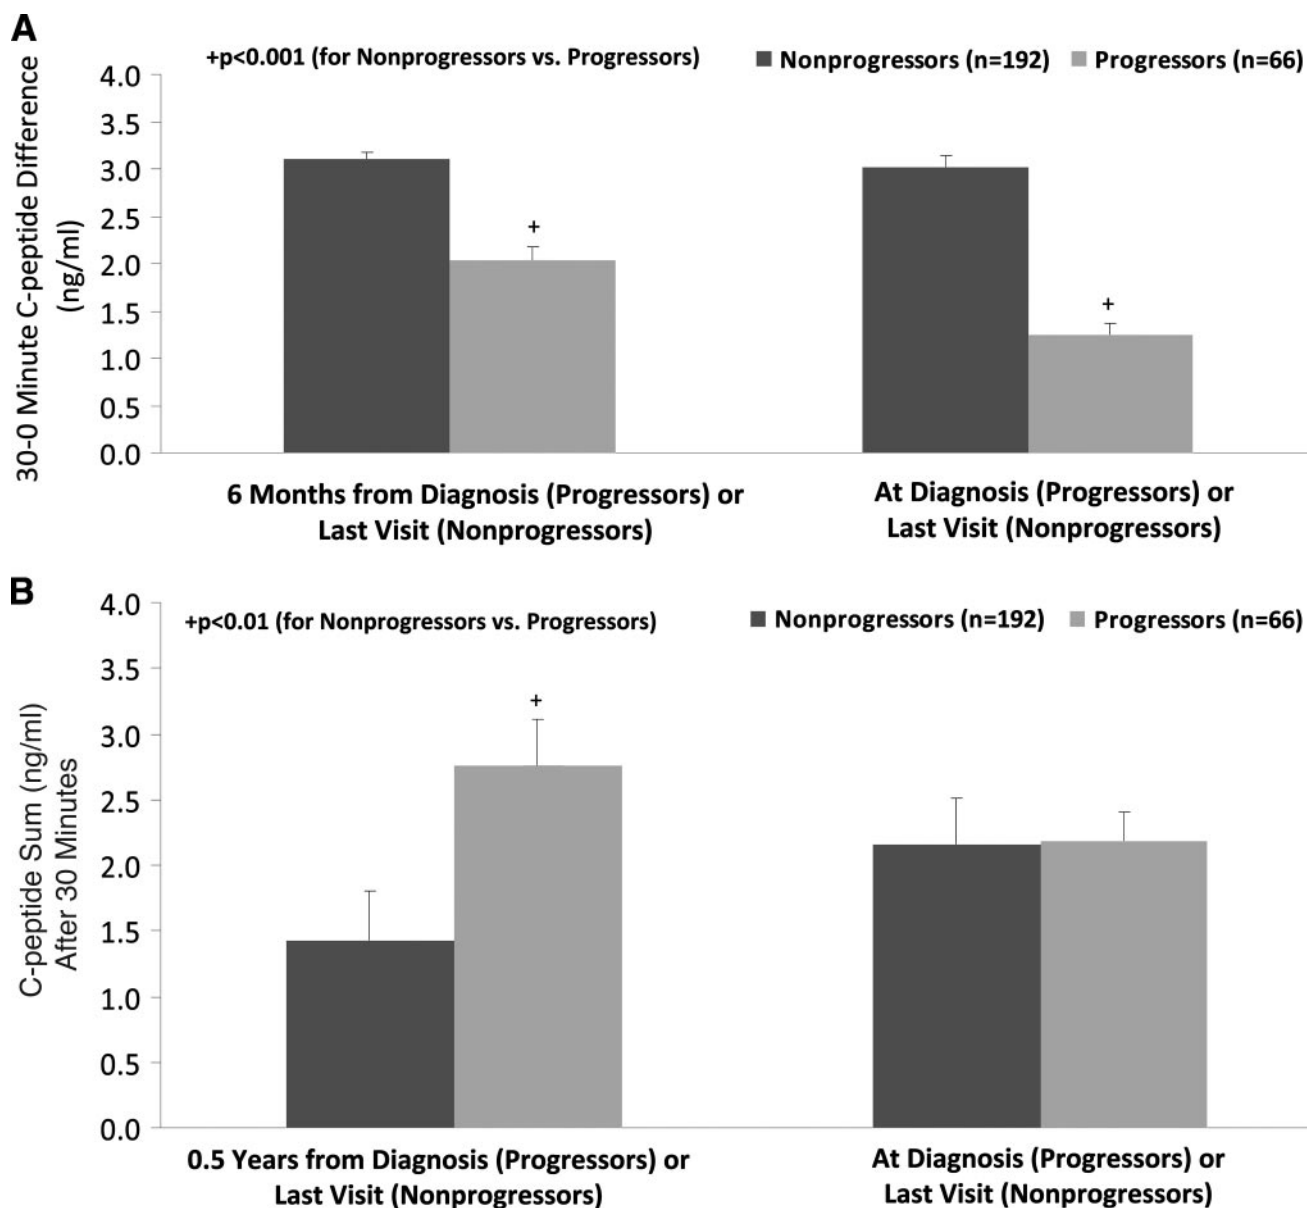 A
+p<0.001 (for Nonprogressors vs. Progressors)
Nonprogressors (n=192)
Progressors (n=66)
30-0 Minute C-peptide Difference
(ng/ml)
4.0
3.5
3.0
2.5
2.0
1.5
1.0
0.5
0.0
+
+
6 Months from Diagnosis (Progressors) or
Last Visit (Nonprogressors)
At Diagnosis (Progressors) or
Last Visit (Nonprogressors)
B
+p<0.01 (for Nonprogressors vs. Progressors)
Nonprogressors (n=192)
Progressors (n=66)
C-peptide Sum (ng/ml)
After 30 Minutes
4.0
3.5
3.0
2.5
2.0
1.5
1.0
0.5
0.0
+
0.5 Years from Diagnosis (Progressors) or
Last Visit (Nonprogressors)
At Diagnosis (Progressors) or
Last Visit (Nonprogressors)